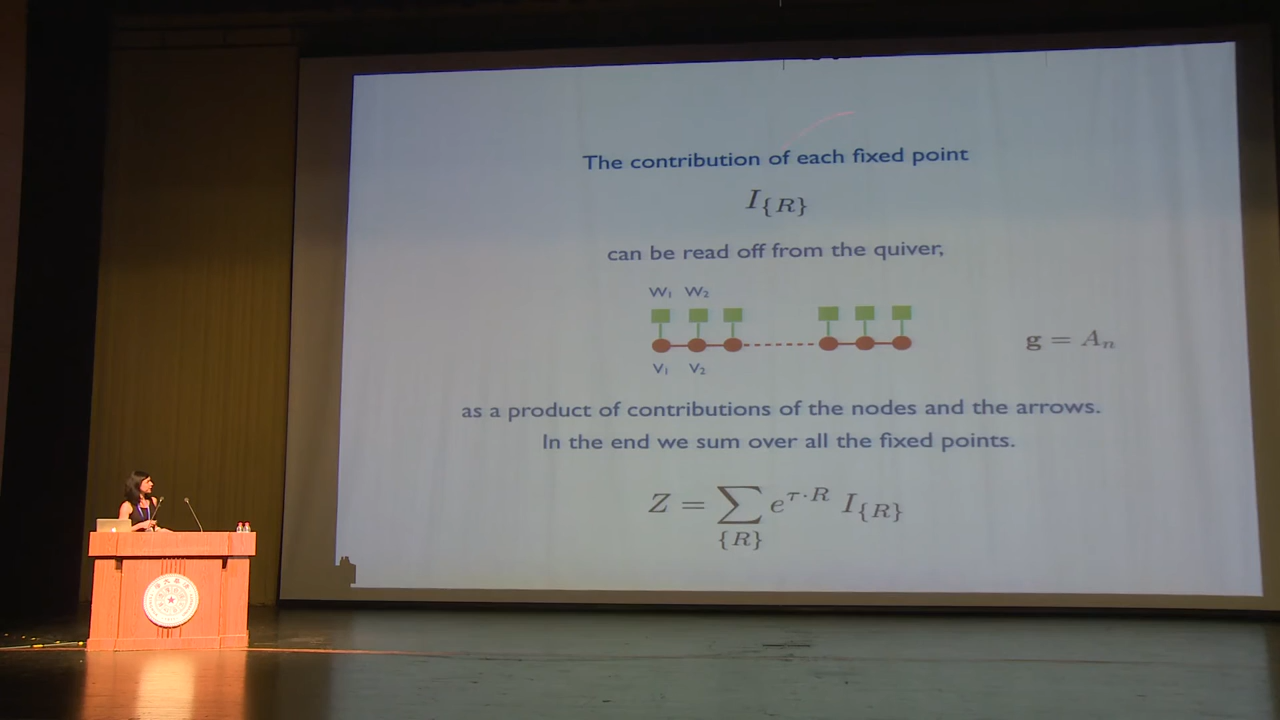 The contribution of each fixed point
I_{R}
can be read off from the quiver,
W₁ W₂
V₁ V₂
g = Aₙ
as a product of contributions of the nodes and the arrows.
In the end we sum over all the fixed points.
Z = ∑_{R} e^{τ·R} I_{R}